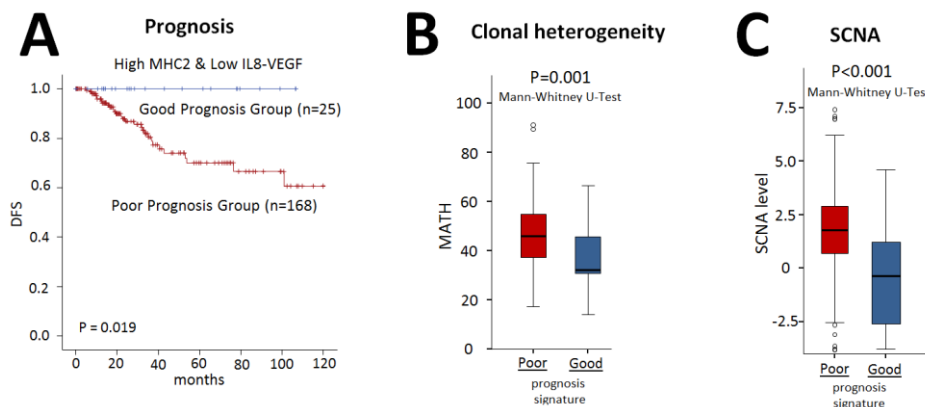 A
Prognosis
High MHC2 & Low IL8-VEGF
1.0
Good Prognosis Group (n=25)
0.8
0.6
Poor Prognosis Group (n=168)
DFS
0.4
0.2
P = 0.019
0.0
0 20 40 60 80 100 120
months
B
Clonal heterogeneity
P=0.001
Mann-Whitney U-Test
100
80
60
MATH
40
20
0
Poor Good
prognosis
signature
C
SCNA
P<0.001
Mann-Whitney U-Test
7.5
5.0
2.5
SCNA level
0
-2.5
Poor Good
prognosis
signature